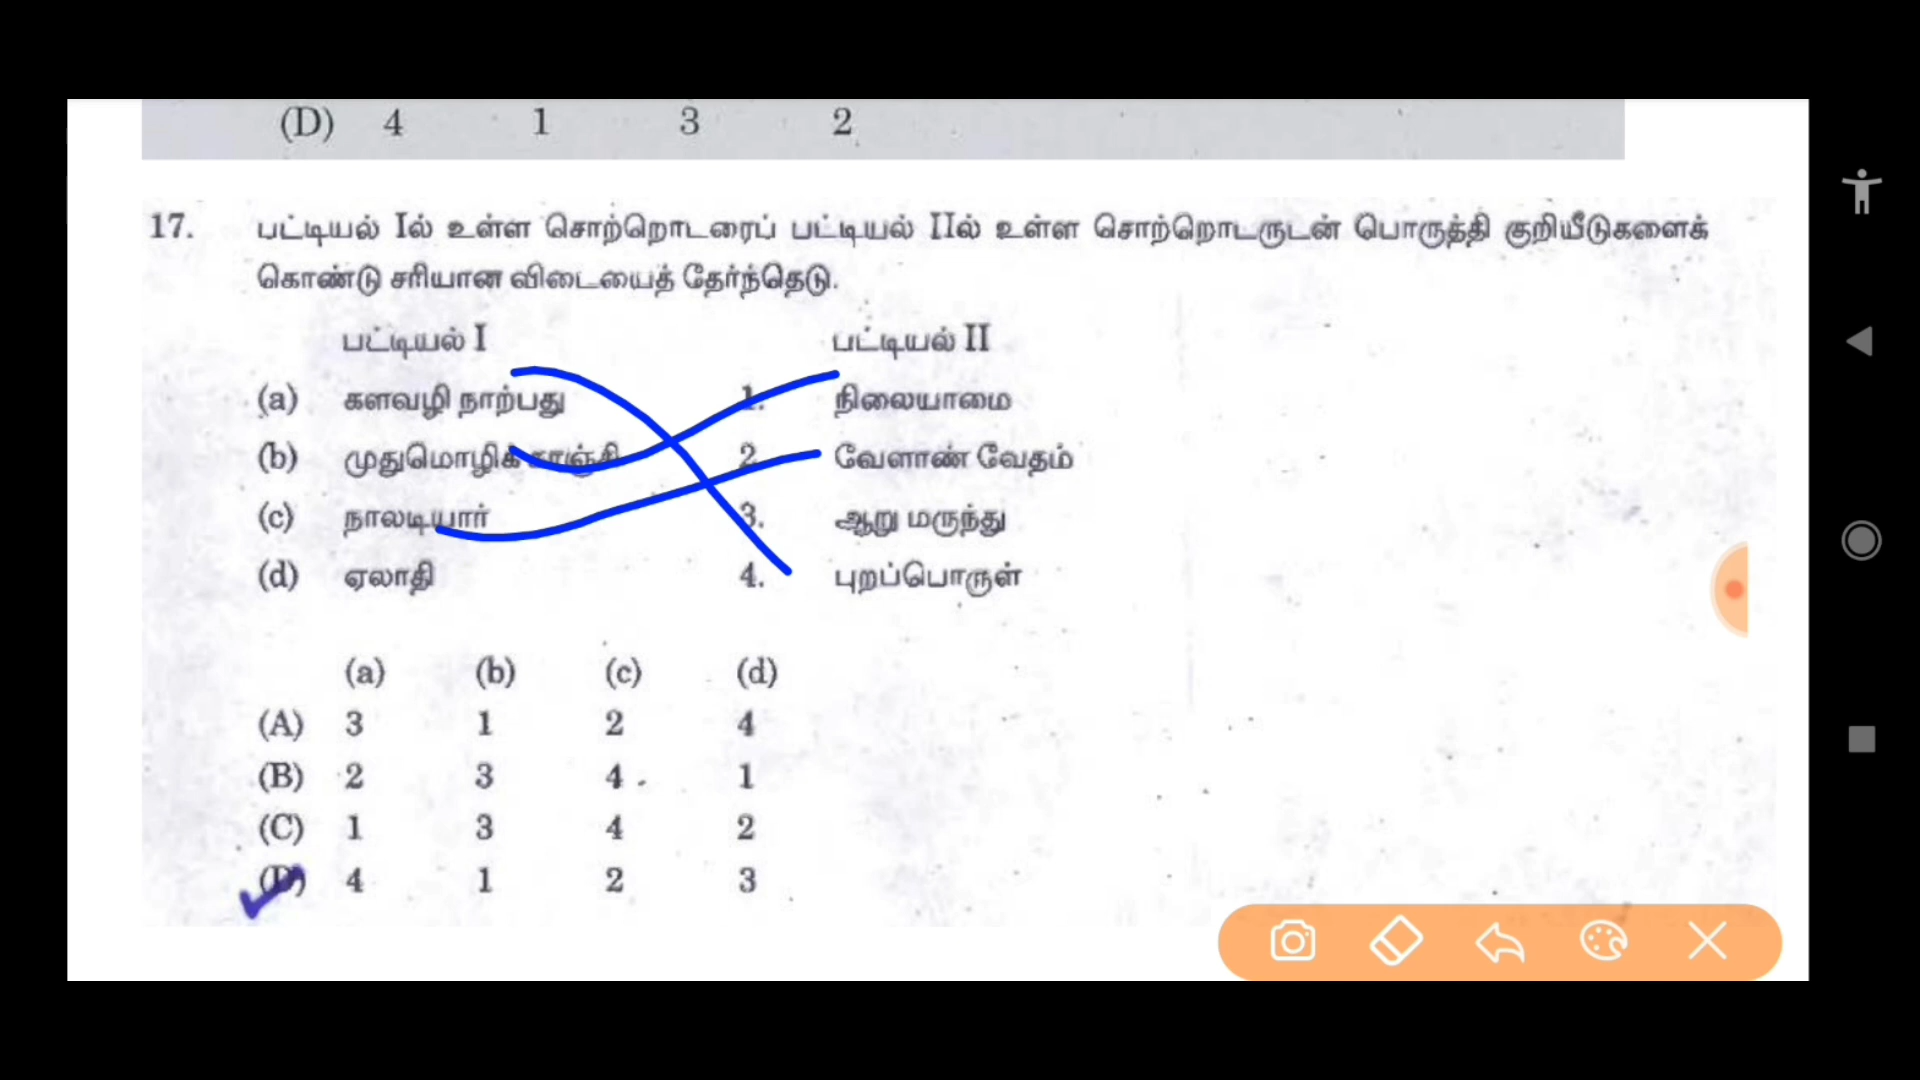 (D) 4 1 3 2
17. பட்டியல் Iல் உள்ள சொற்றொடரைப் பட்டியல் IIல் உள்ள சொற்றொடருடன் பொருத்தி குறியீடுகளைக்
கொண்டு சரியான விடையைத் தேர்ந்தெடு.
பட்டியல் I பட்டியல் II
(a) களவழி நாற்பது 1. நிலையாமை
(b) முதுமொழிக் காஞ்சி 2. வேளாண் வேதம்
(c) நாலடியார் 3. ஆறு மருந்து
(d) ஏலாதி 4. புறப்பொருள்
(a) (b) (c) (d)
(A) 3 1 2 4
(B) 2 3 4 1
(C) 1 3 4 2
(D) 4 1 2 3